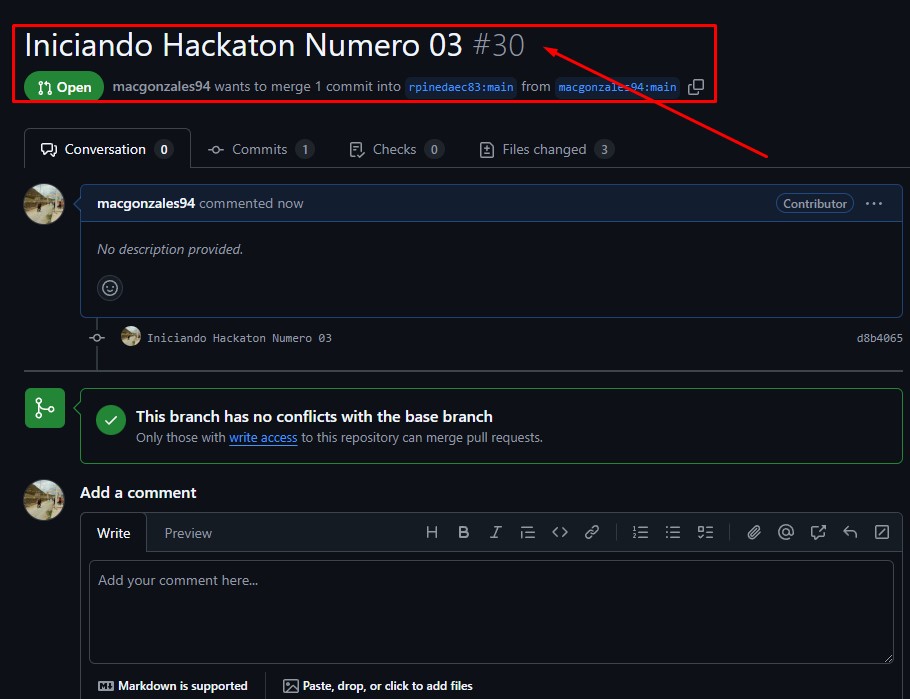 Iniciando Hackaton Numero 03 #30
Open macgonzales94 wants to merge 1 commit into rpinedaec83:main from macgonzales94:main
Conversation 0 Commits 1 Checks 0 Files changed 3
macgonzales94 commented now Contributor ...
No description provided.
Iniciando Hackaton Numero 03 d8b4065
This branch has no conflicts with the base branch
Only those with write access to this repository can merge pull requests.
Add a comment
Write Preview
Add your comment here...
Markdown is supported Paste, drop, or click to add files